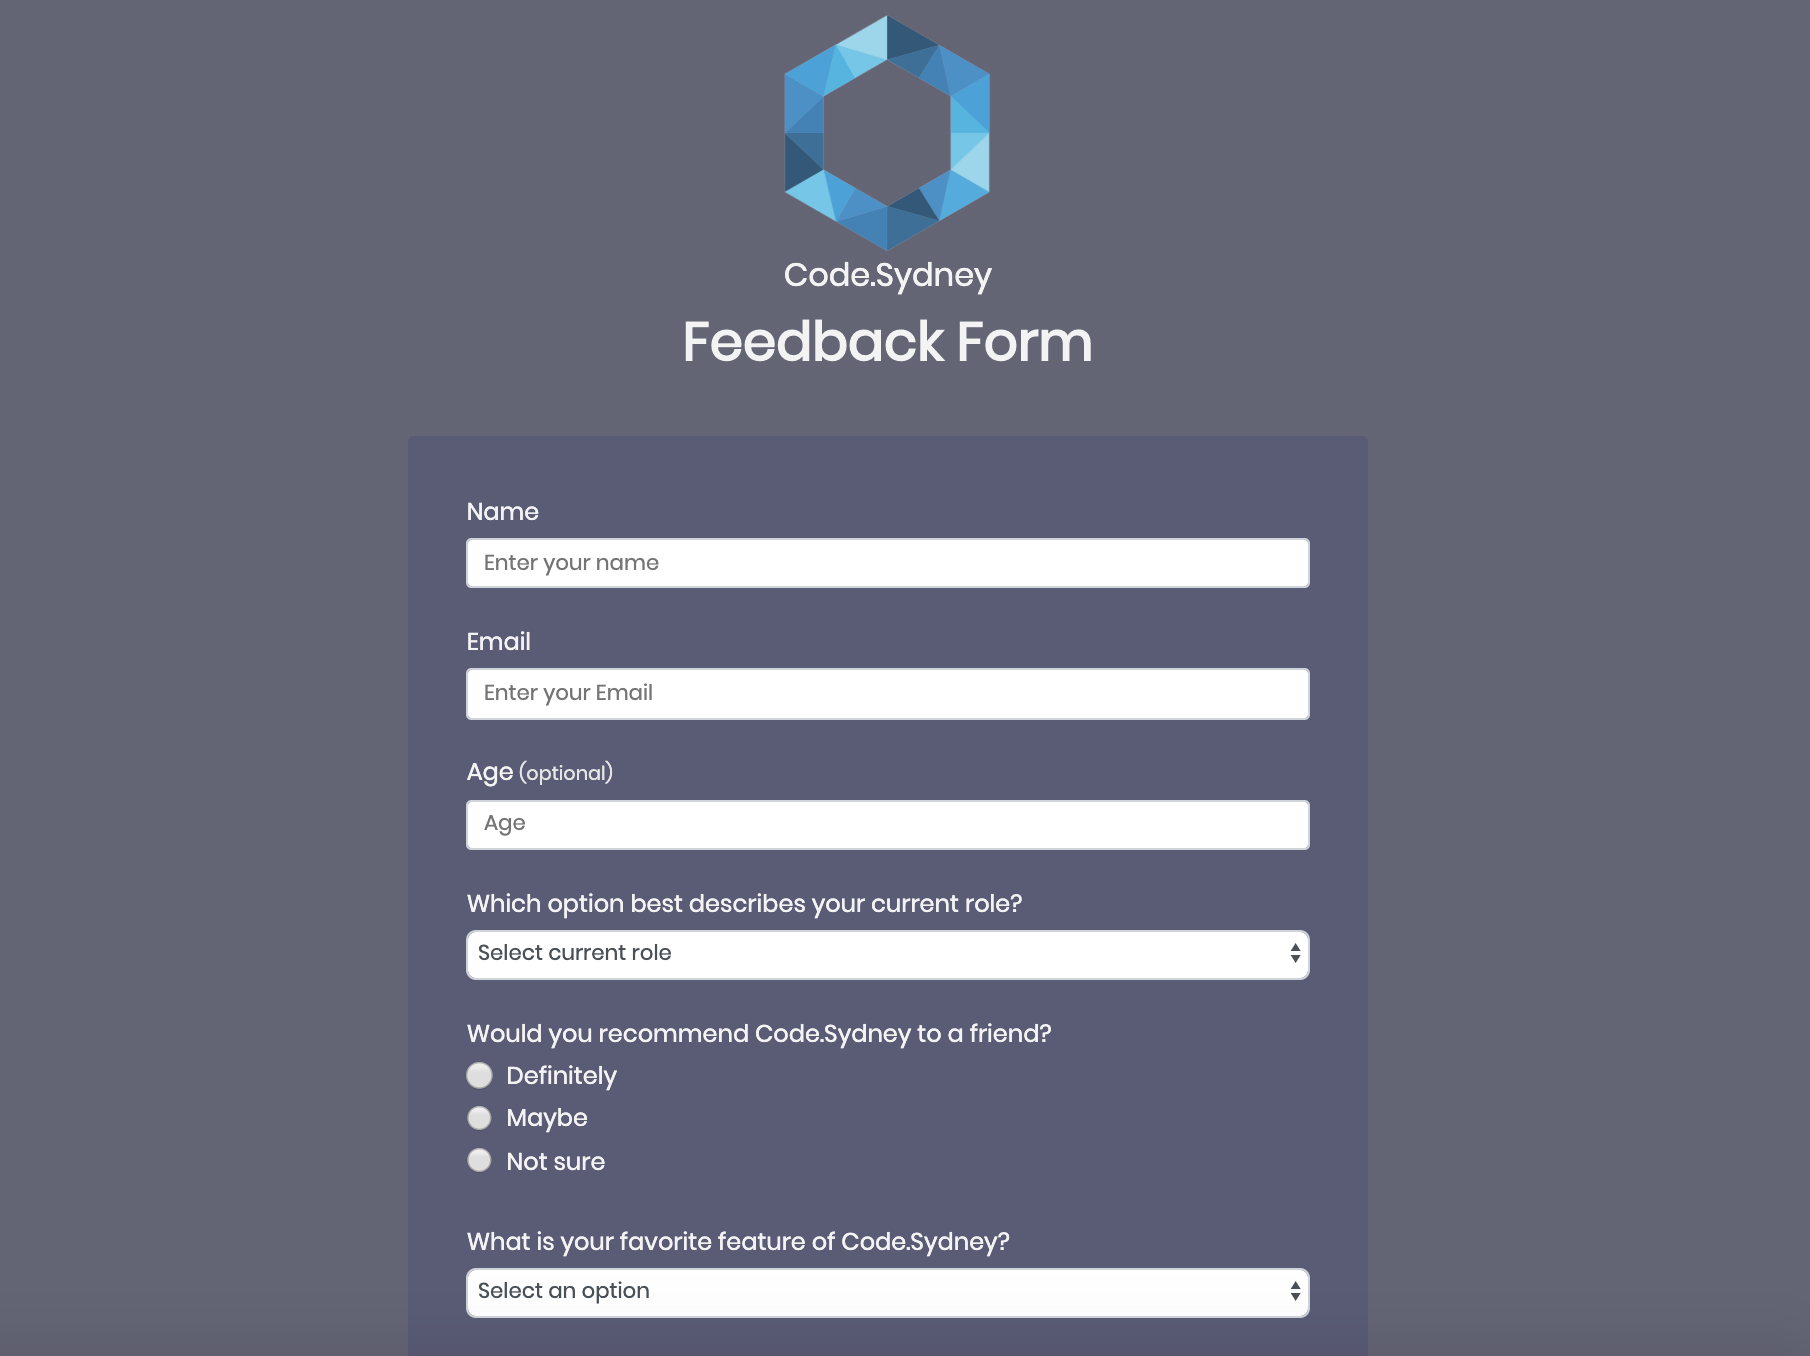 Code.Sydney
Feedback Form
Name
Enter your name
Email
Enter your Email
Age (optional)
Age
Which option best describes your current role?
Select current role
Would you recommend Code.Sydney to a friend?
Definitely
Maybe
Not sure
What is your favorite feature of Code.Sydney?
Select an option